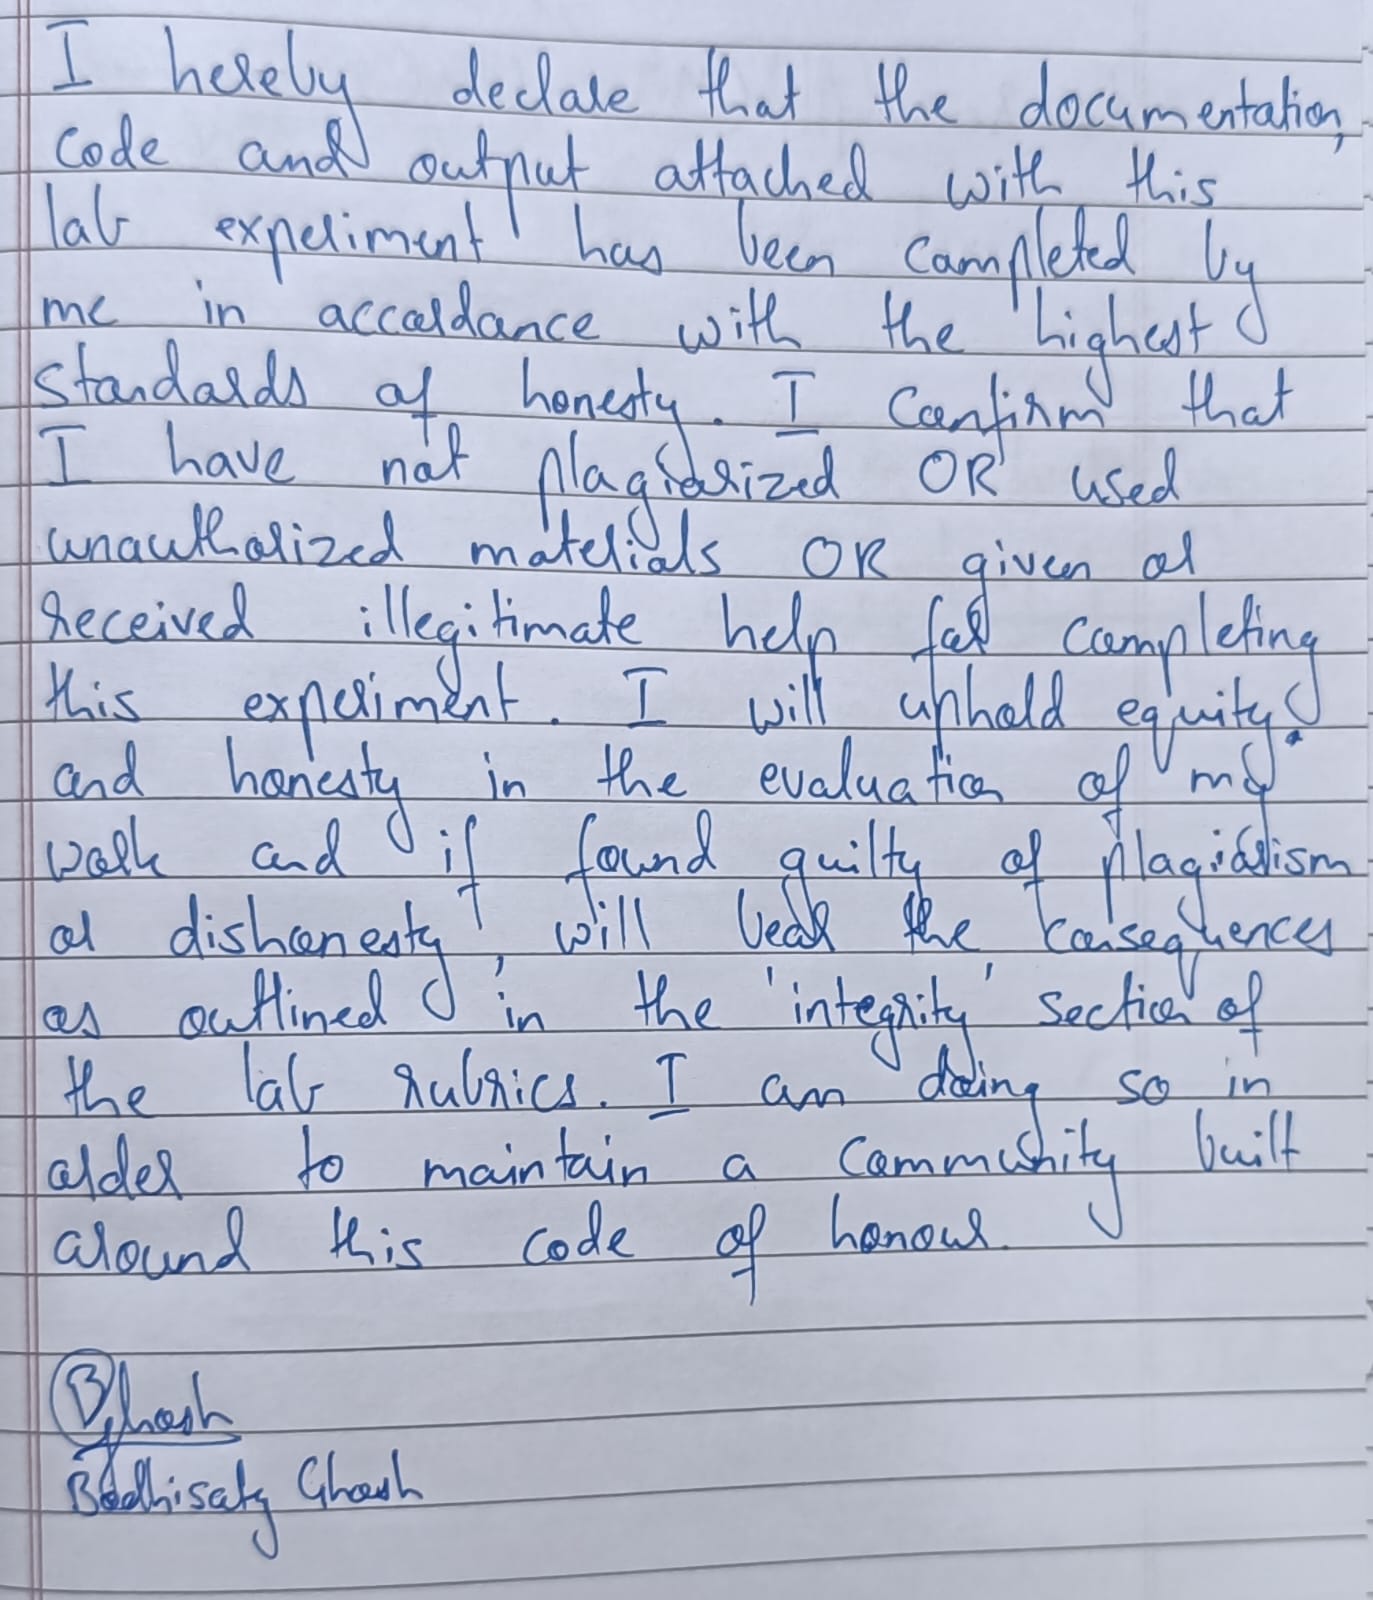 I hereby declare that the documentation,
code and output attached with this
lab experiment has been completed by
me in accordance with the highest
standards of honesty. I confirm that
I have not plagiarized OR used
unauthorized materials OR given or
received illegitimate help for completing
this experiment. I will uphold equity
and honesty in the evaluation of my
work and if found guilty of plagiarism
or dishonesty, will bear the consequences
as outlined in the 'integrity' section of
the lab rubrics. I am doing so in
order to maintain a community built
around this code of honour.
BGhosh
Bodhisaty Ghosh